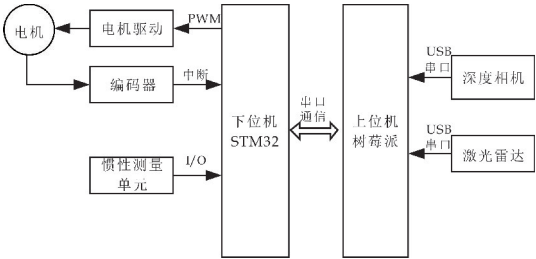 电机
电机驱动
PWM
编码器
中断
惯性测量
单元
I/O
下位机
STM32
串口
通信
上位机
树莓派
USB
串口
深度相机
USB
串口
激光雷达